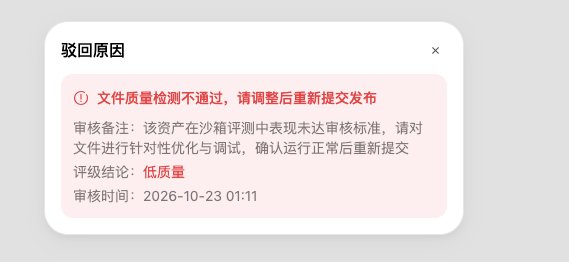 驳回原因 ×
文件质量检测不通过，请调整后重新提交发布
审核备注：该资产在沙箱评测中表现未达审核标准，请对
文件进行针对性优化与调试，确认运行正常后重新提交
评级结论：低质量
审核时间：2026-10-23 01:11